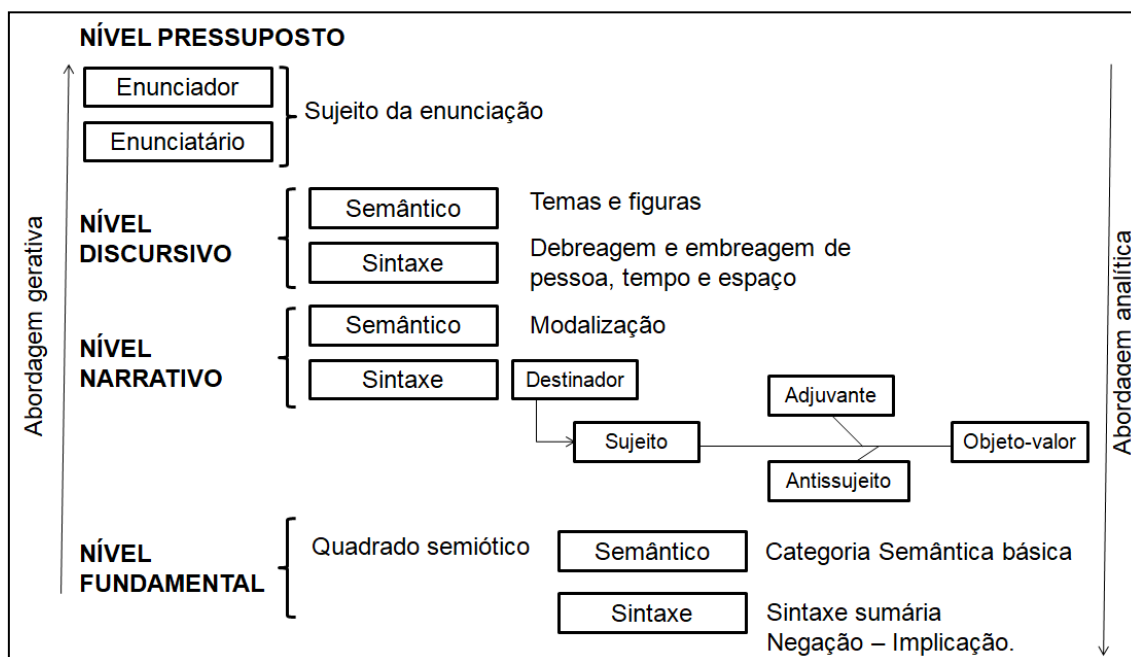 NÍVEL PRESSUPOSTO
Enunciador
Enunciatário
Sujeito da enunciação
Abordagem gerativa
Abordagem analítica
NÍVEL
DISCURSIVO
Semântico
Temas e figuras
Sintaxe
Debreagem e embreagem de
pessoa, tempo e espaço
NÍVEL
NARRATIVO
Semântico
Modalização
Sintaxe
Destinador
Sujeito
Adjuvante
Antissujeito
Objeto-valor
NÍVEL
FUNDAMENTAL
Quadrado semiótico
Semântico
Categoria Semântica básica
Sintaxe
Sintaxe sumária
Negação – Implicação.